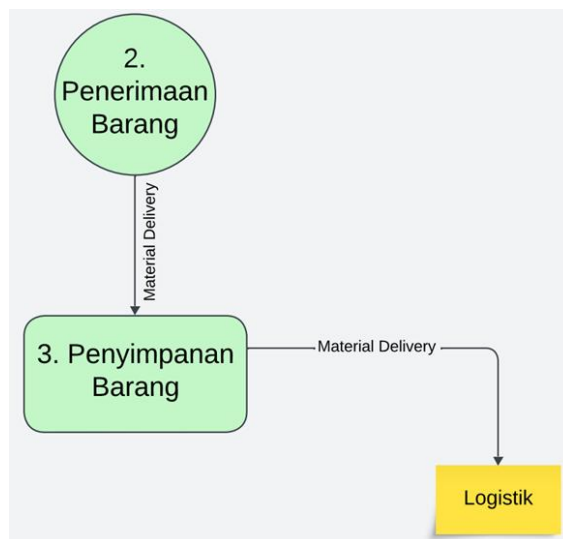 2.
Penerimaan
Barang
Material Delivery
3. Penyimpanan
Barang
Material Delivery
Logistik